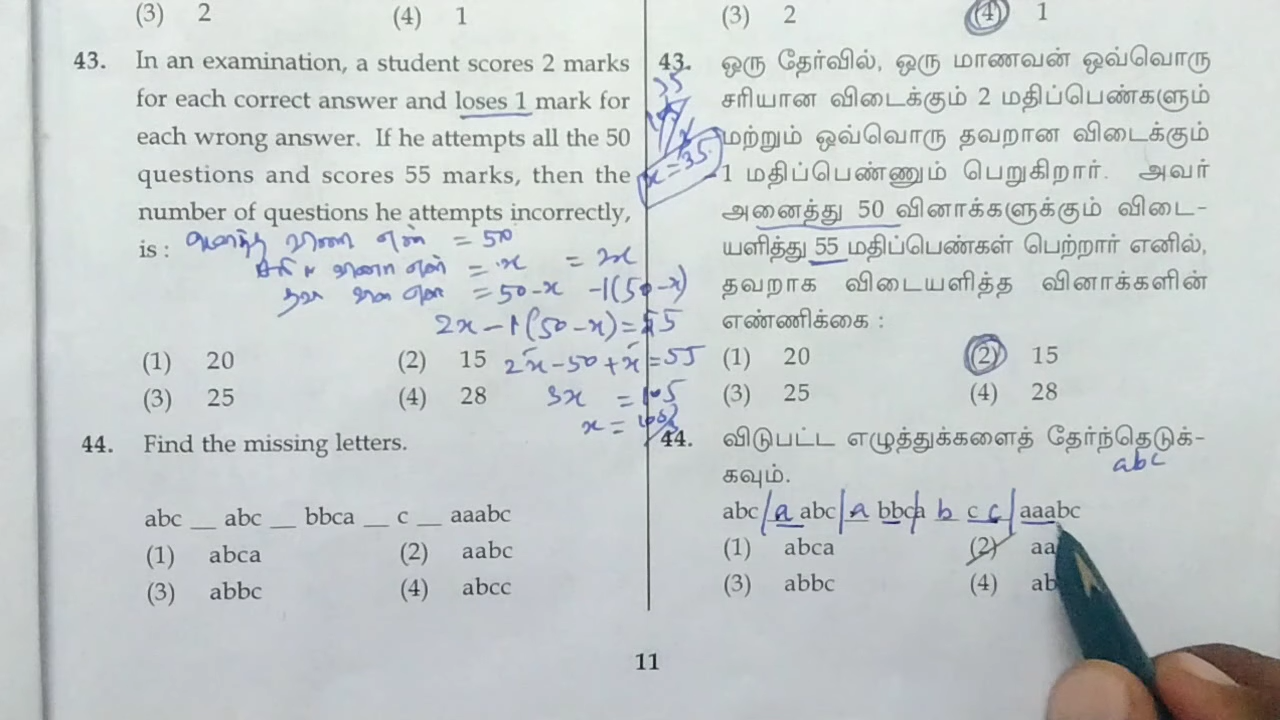 (3) 2 (4) 1
43. In an examination, a student scores 2 marks
for each correct answer and loses 1 mark for
each wrong answer. If he attempts all the 50
questions and scores 55 marks, then the
number of questions he attempts incorrectly,
is :
= 50
= x = 2x
= 50-x -1(50-x)
2x-1(50-x)=55
(1) 20 (2) 15
2x-50+x=55
(3) 25 (4) 28
3x = 105
x =
44. Find the missing letters.
abc __ abc __ bbca __ c __ aaabc
(1) abca (2) aabc
(3) abbc (4) abcc
(3) 2 (4) 1
43. ஒரு தேர்வில், ஒரு மாணவன் ஒவ்வொரு
சரியான விடைக்கும் 2 மதிப்பெண்களும்
மற்றும் ஒவ்வொரு தவறான விடைக்கும்
-1 மதிப்பெண்ணும் பெறுகிறார். அவர்
அனைத்து 50 வினாக்களுக்கும் விடை-
யளித்து 55 மதிப்பெண்கள் பெற்றார் எனில்,
தவறாக விடையளித்த வினாக்களின்
எண்ணிக்கை :
x=35
(1) 20 (2) 15
(3) 25 (4) 28
44. விடுபட்ட எழுத்துக்களைத் தேர்ந்தெடுக்-
கவும்.
abc
abc a abc a bbca b c c aaabc
(1) abca (2) aa
(3) abbc (4) ab
11